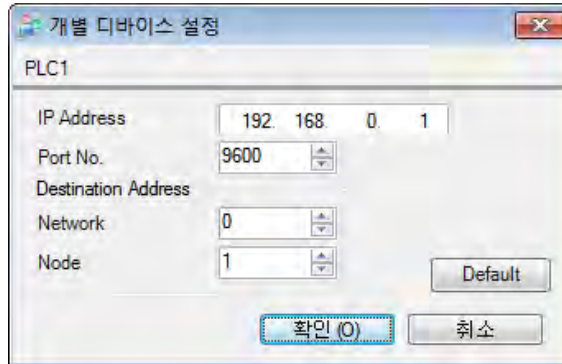 개별 디바이스 설정
PLC1
IP Address 192. 168. 0. 1
Port No. 9600
Destination Address
Network 0
Node 1
Default
확인 (O) 취소